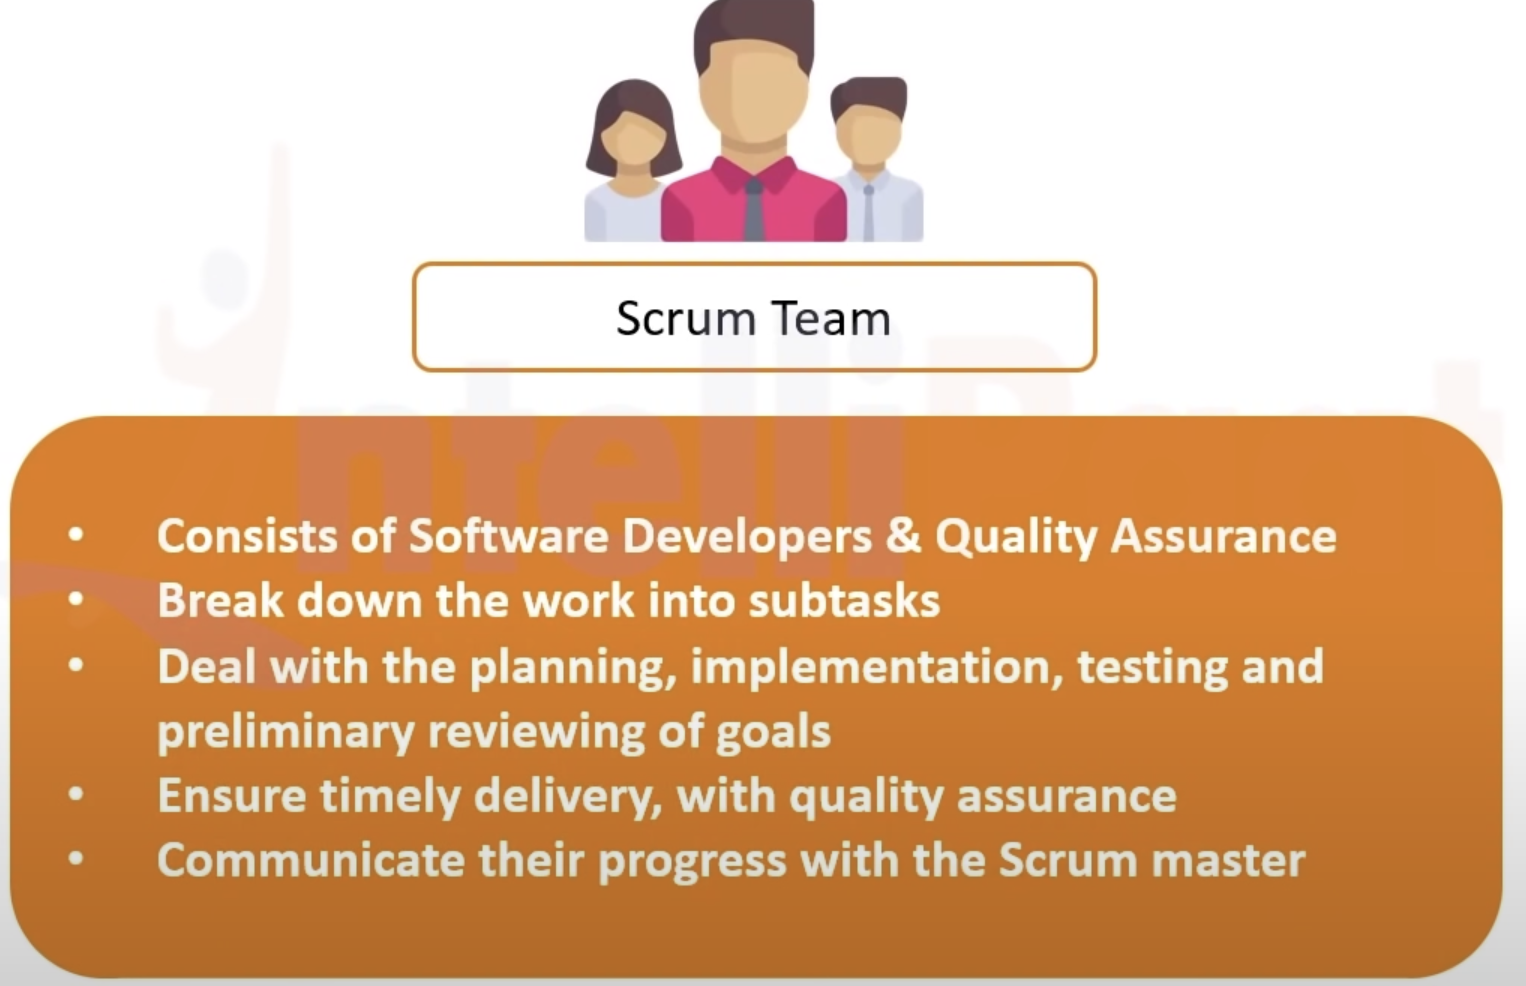 Scrum Team
IntelliPaat
• Consists of Software Developers & Quality Assurance
• Break down the work into subtasks
• Deal with the planning, implementation, testing and
preliminary reviewing of goals
• Ensure timely delivery, with quality assurance
• Communicate their progress with the Scrum master